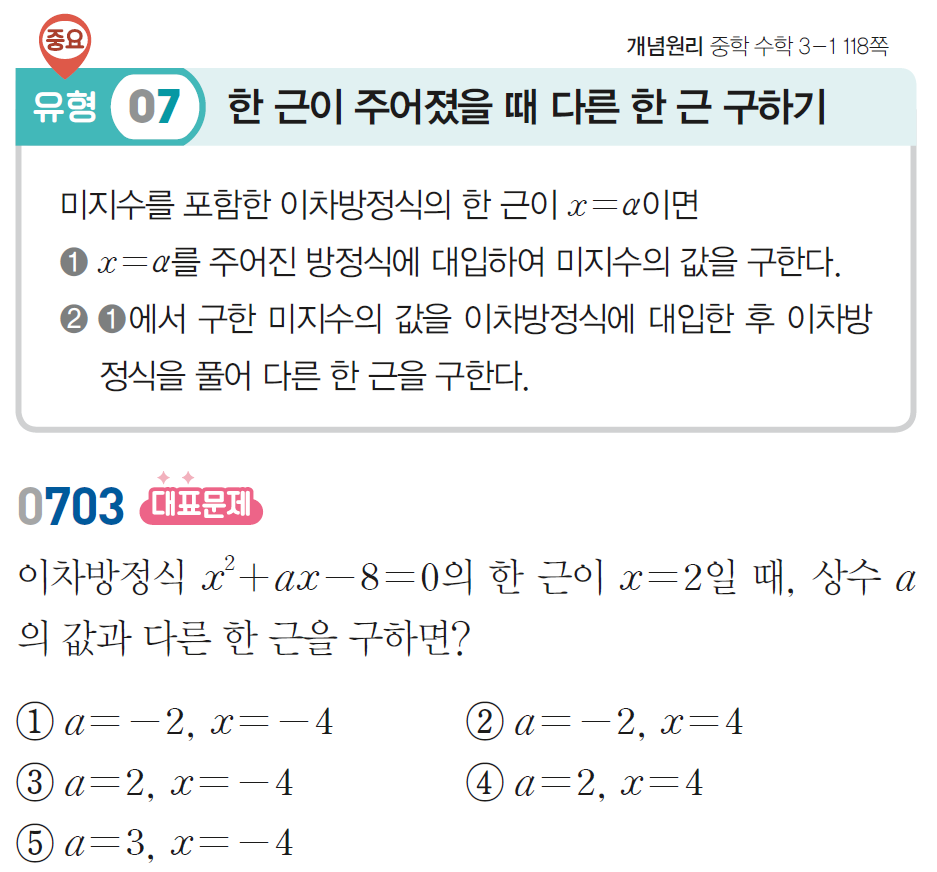 중요
개념원리 중학 수학 3-1 118쪽
유형 07 한 근이 주어졌을 때 다른 한 근 구하기
미지수를 포함한 이차방정식의 한 근이 x=α이면
❶ x=α를 주어진 방정식에 대입하여 미지수의 값을 구한다.
❷ ❶에서 구한 미지수의 값을 이차방정식에 대입한 후 이차방
정식을 풀어 다른 한 근을 구한다.
0703 대표문제
이차방정식 x²+ax-8=0의 한 근이 x=2일 때, 상수 a
의 값과 다른 한 근을 구하면?
① a=-2, x=-4 ② a=-2, x=4
③ a=2, x=-4 ④ a=2, x=4
⑤ a=3, x=-4